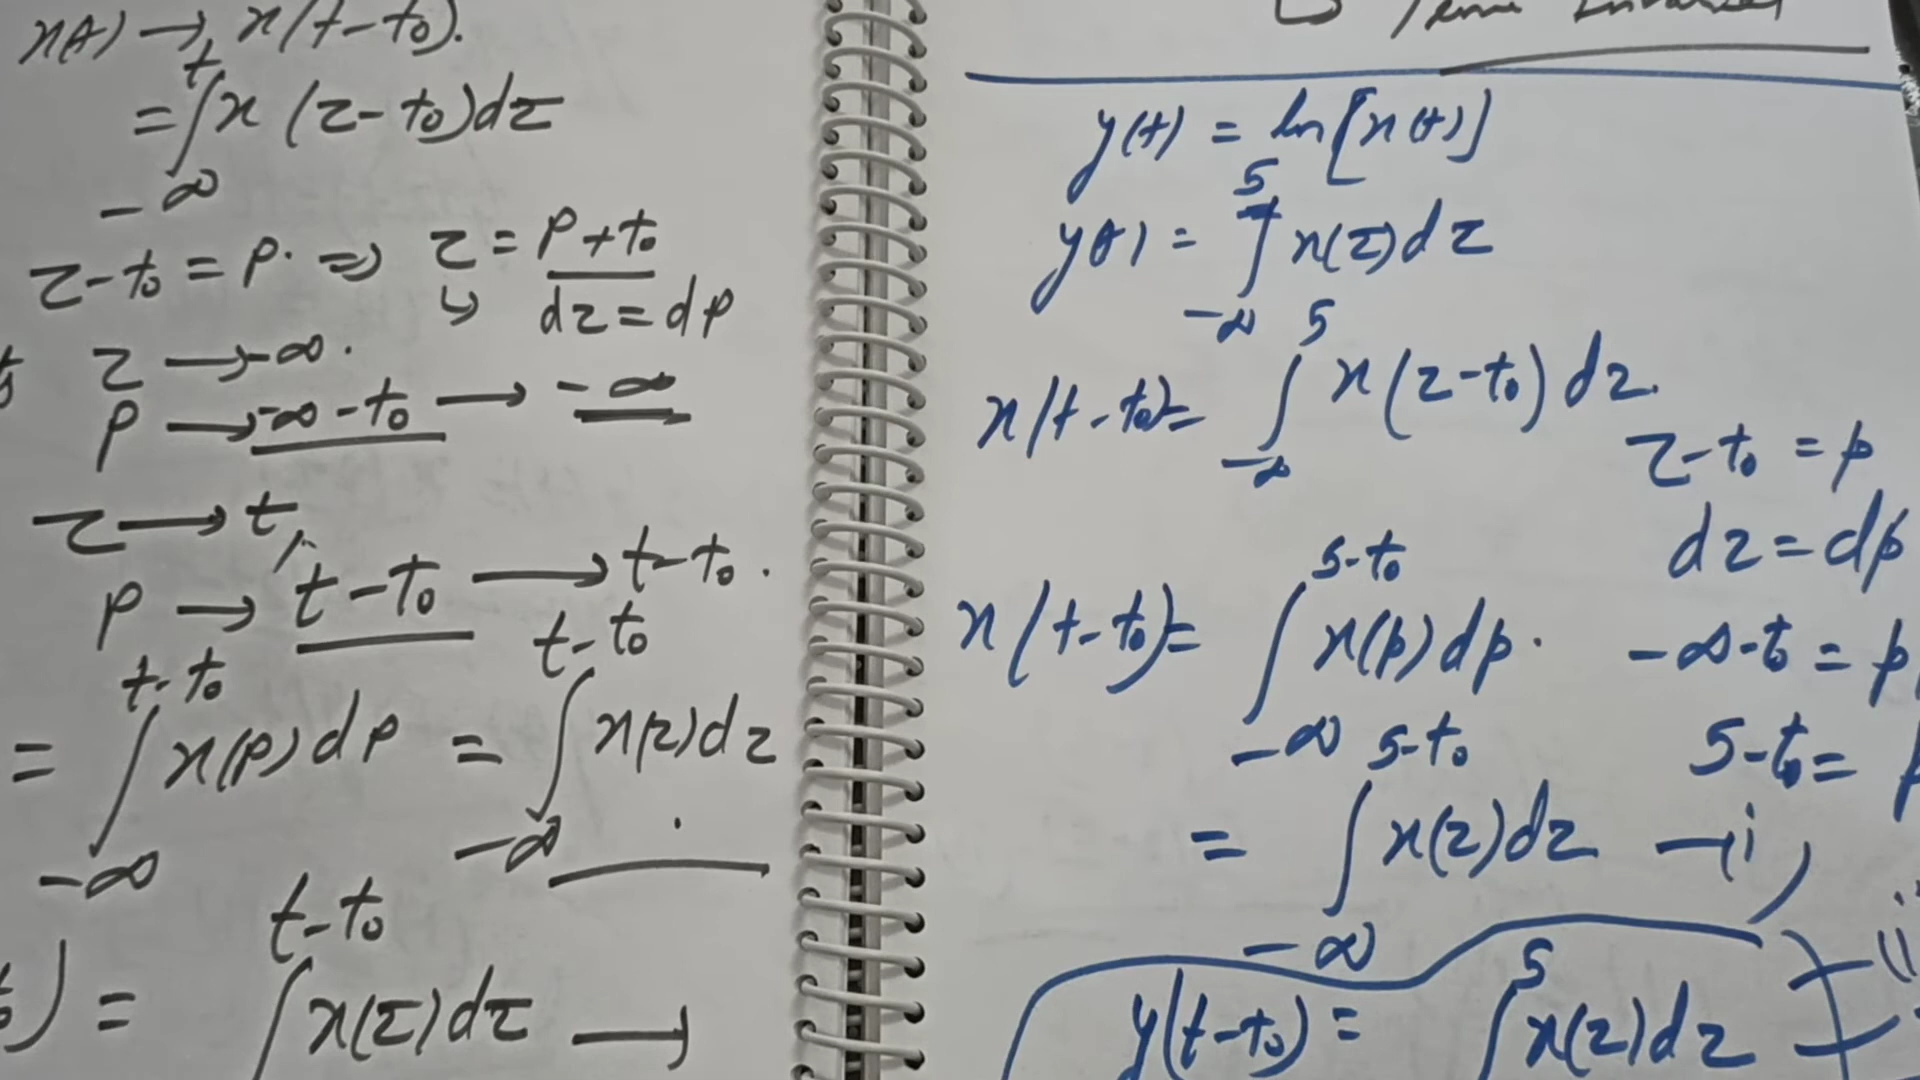 x(t) → x(t-t₀).
= ∫_{-∞}^{t} x (τ-t₀)dτ
τ-t₀ = p. ⇒ τ = p+t₀
↳ dτ = dp
τ → -∞.
p → -∞-t₀ → -∞
τ → t,
p → t-t₀ → t-t₀.
= ∫_{-∞}^{t-t₀} x(p)dp = ∫_{-∞}^{t-t₀} x(τ)dτ
) = ∫^{t-t₀} x(τ)dτ →
↳ Time
y(t) = ln[x(t)]
y(t) = ∫_{-∞}^{5} x(τ)dτ
x(t-t₀) = ∫_{-∞}^{5} x(τ-t₀)dτ.
τ-t₀ = p
dτ = dp
x(t-t₀) = ∫_{-∞}^{5-t₀} x(p)dp.
-∞-t₀ = p
5-t₀ =
= ∫_{-∞}^{5-t₀} x(τ)dτ —i)
y(t-t₀) = ∫^{5} x(τ)dτ